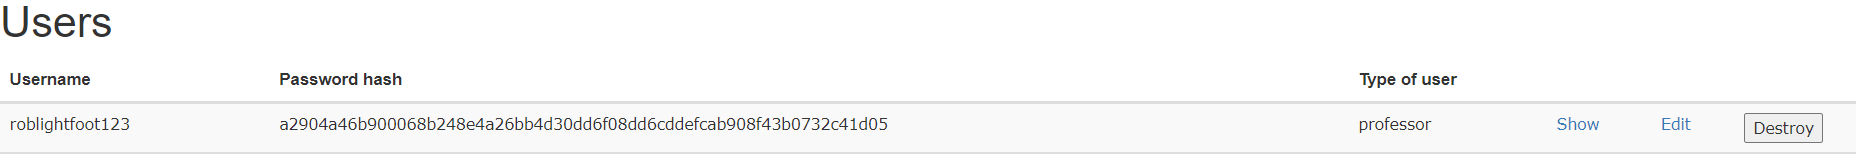 Users
Username Password hash Type of user
roblightfoot123 a2904a46b900068b248e4a26bb4d30dd6f08dd6cddefcab908f43b0732c41d05 professor Show Edit Destroy